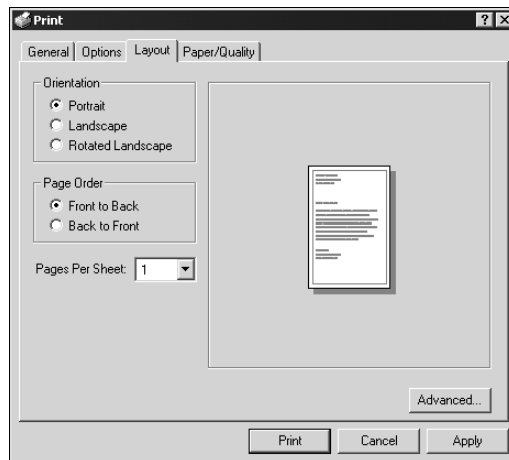 Print
General Options Layout Paper/Quality
Orientation
Portrait
Landscape
Rotated Landscape
Page Order
Front to Back
Back to Front
Pages Per Sheet: 1
Advanced...
Print Cancel Apply